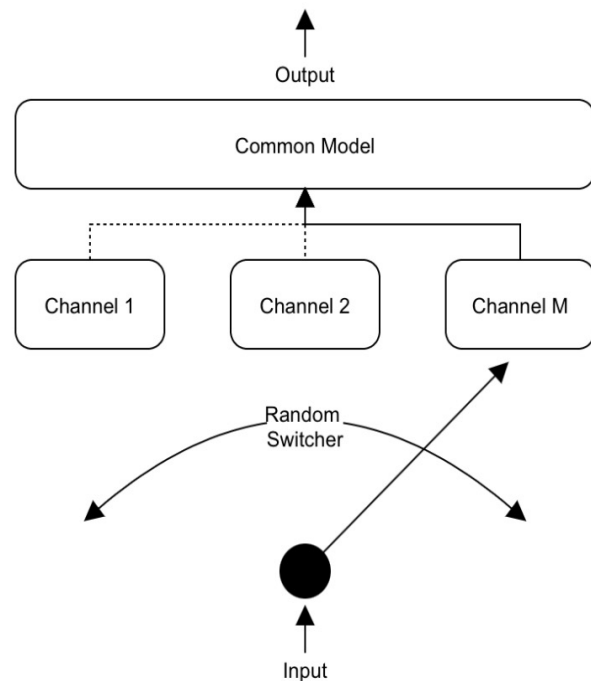 Output
Common Model
Channel 1
Channel 2
Channel M
Random
Switcher
Input